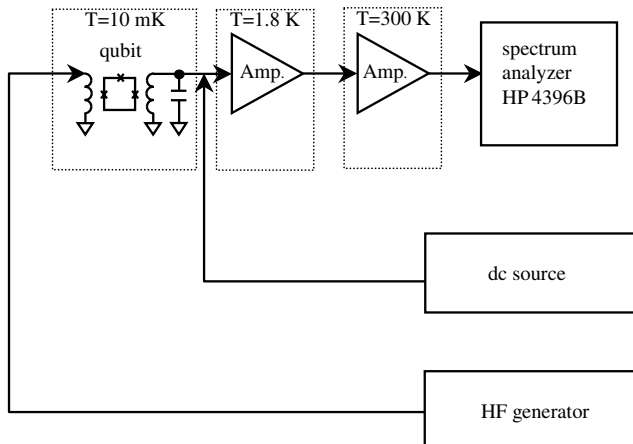 T=10 mK
T=1.8 K
T=300 K
qubit
Amp.
Amp.
spectrum
analyzer
HP 4396B
dc source
HF generator